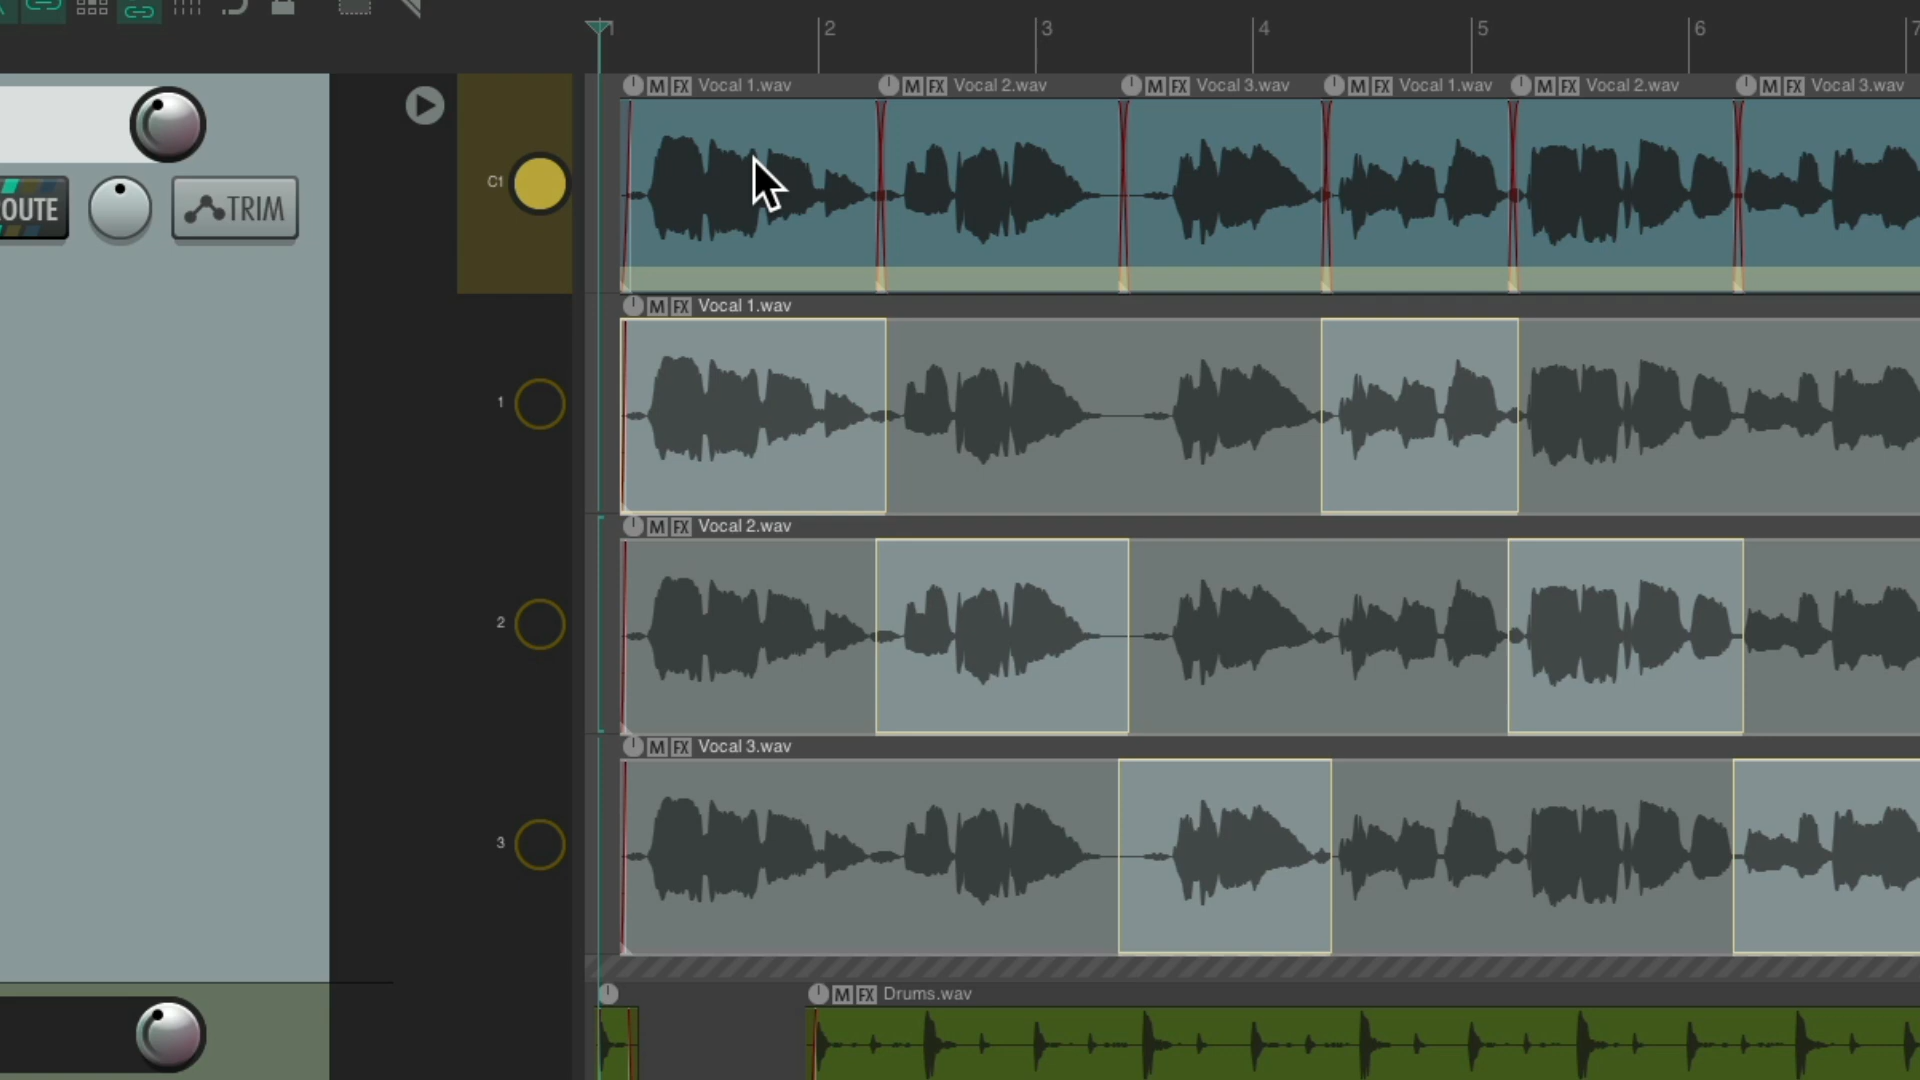 1 2 3 4 5 6 7
M FX Vocal 1.wav M FX Vocal 2.wav M FX Vocal 3.wav M FX Vocal 1.wav M FX Vocal 2.wav M FX Vocal 3.wav
C1
OUTE TRIM
M FX Vocal 1.wav
1
M FX Vocal 2.wav
2
M FX Vocal 3.wav
3
M FX Drums.wav